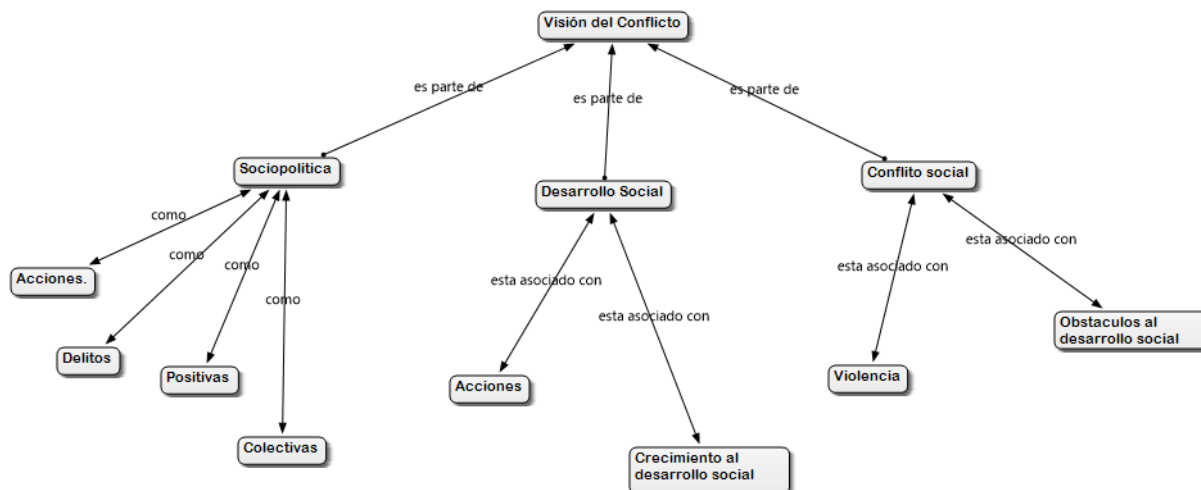 Visión del Conflicto
es parte de
es parte de
es parte de
Sociopolitica
Desarrollo Social
Conflito social
como
como
como
como
Acciones.
Delitos
Positivas
Colectivas
esta asociado con
esta asociado con
Acciones
Crecimiento al
desarrollo social
esta asociado con
esta asociado con
Violencia
Obstaculos al
desarrollo social